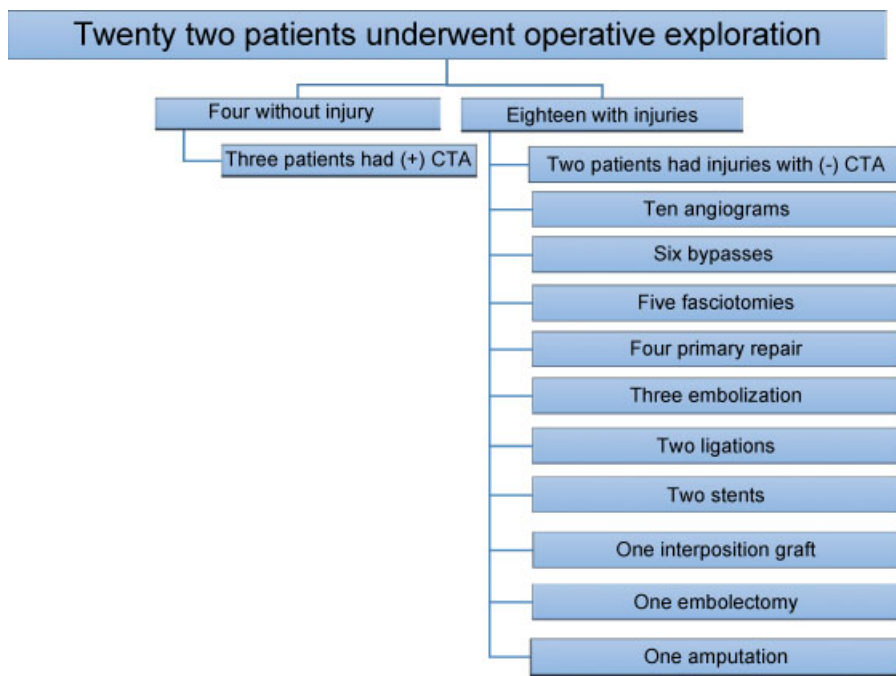 Twenty two patients underwent operative exploration
Four without injury
Three patients had (+) CTA
Eighteen with injuries
Two patients had injuries with (-) CTA
Ten angiograms
Six bypasses
Five fasciotomies
Four primary repair
Three embolization
Two ligations
Two stents
One interposition graft
One embolectomy
One amputation